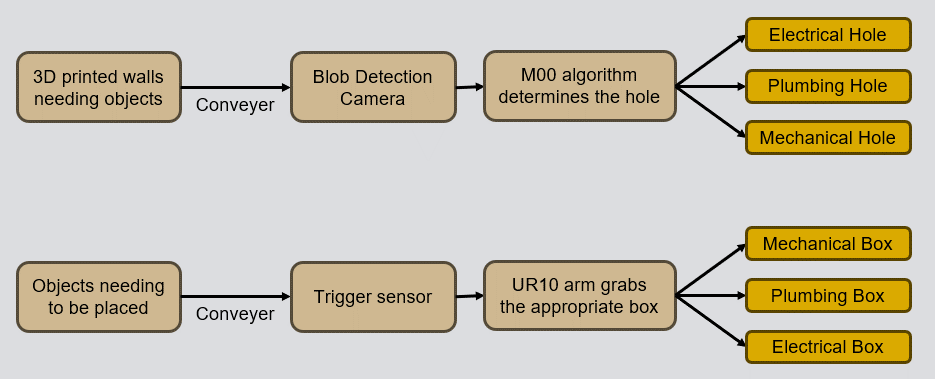 3D printed walls
needing objects
Conveyer
Blob Detection
Camera
M00 algorithm
determines the hole
Electrical Hole
Plumbing Hole
Mechanical Hole
Objects needing
to be placed
Conveyer
Trigger sensor
UR10 arm grabs
the appropriate box
Mechanical Box
Plumbing Box
Electrical Box